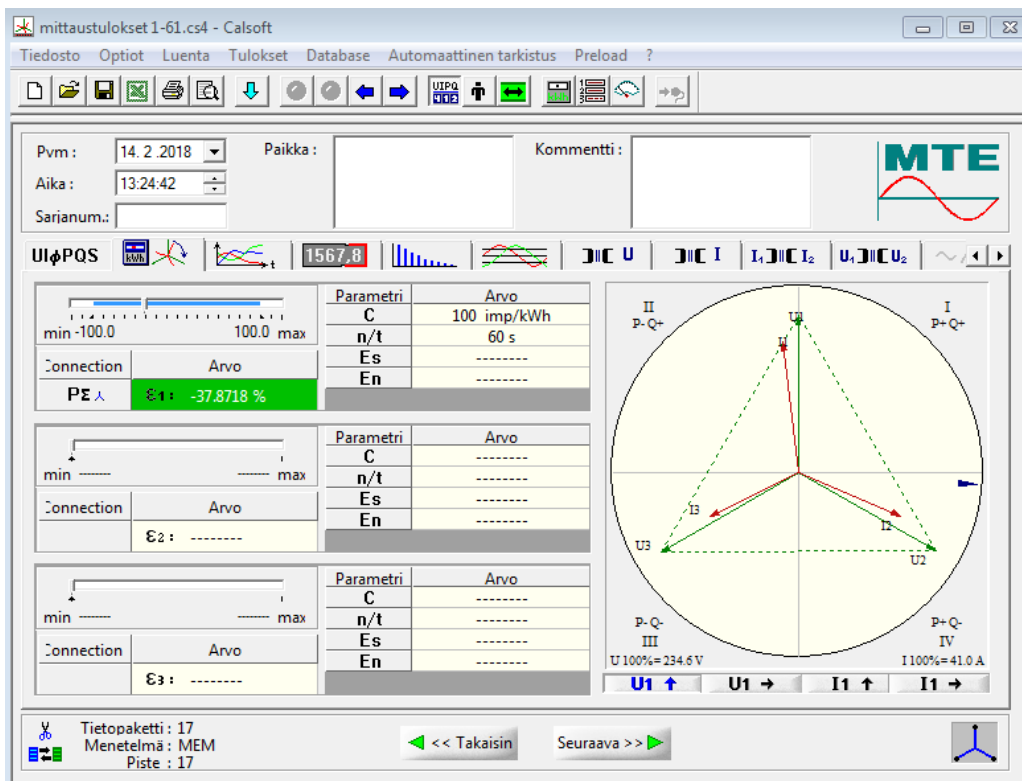 mittaustulokset 1-61.cs4 - Calsoft
Tiedosto Optiot Luenta Tulokset Database Automaattinen tarkistus Preload ?
UIPQ
Pvm : 14. 2 .2018 Paikka : Kommentti : MTE
Aika : 13:24:42
Sarjanum.:
UIφPQS kWh t 1567,8 U I I₁ I₂ U₁ U₂
min -100.0 100.0 max
Connection Arvo
PΣ ε1: -37.8718 %
Parametri Arvo
C 100 imp/kWh
n/t 60 s
Es --------
En --------
min -------- -------- max
Connection Arvo
ε2: --------
Parametri Arvo
C --------
n/t --------
Es --------
En --------
min -------- -------- max
Connection Arvo
ε3: --------
Parametri Arvo
C --------
n/t --------
Es --------
En --------
II I
P- Q+ P+ Q+
U1
I1
I3 I2
U3 U2
P- Q- P+ Q-
III IV
U 100%= 234.6 V I 100%= 41.0 A
U1 ↑ U1 → I1 ↑ I1 →
Tietopaketti : 17
Menetelmä : MEM
Piste : 17
<< Takaisin Seuraava >>